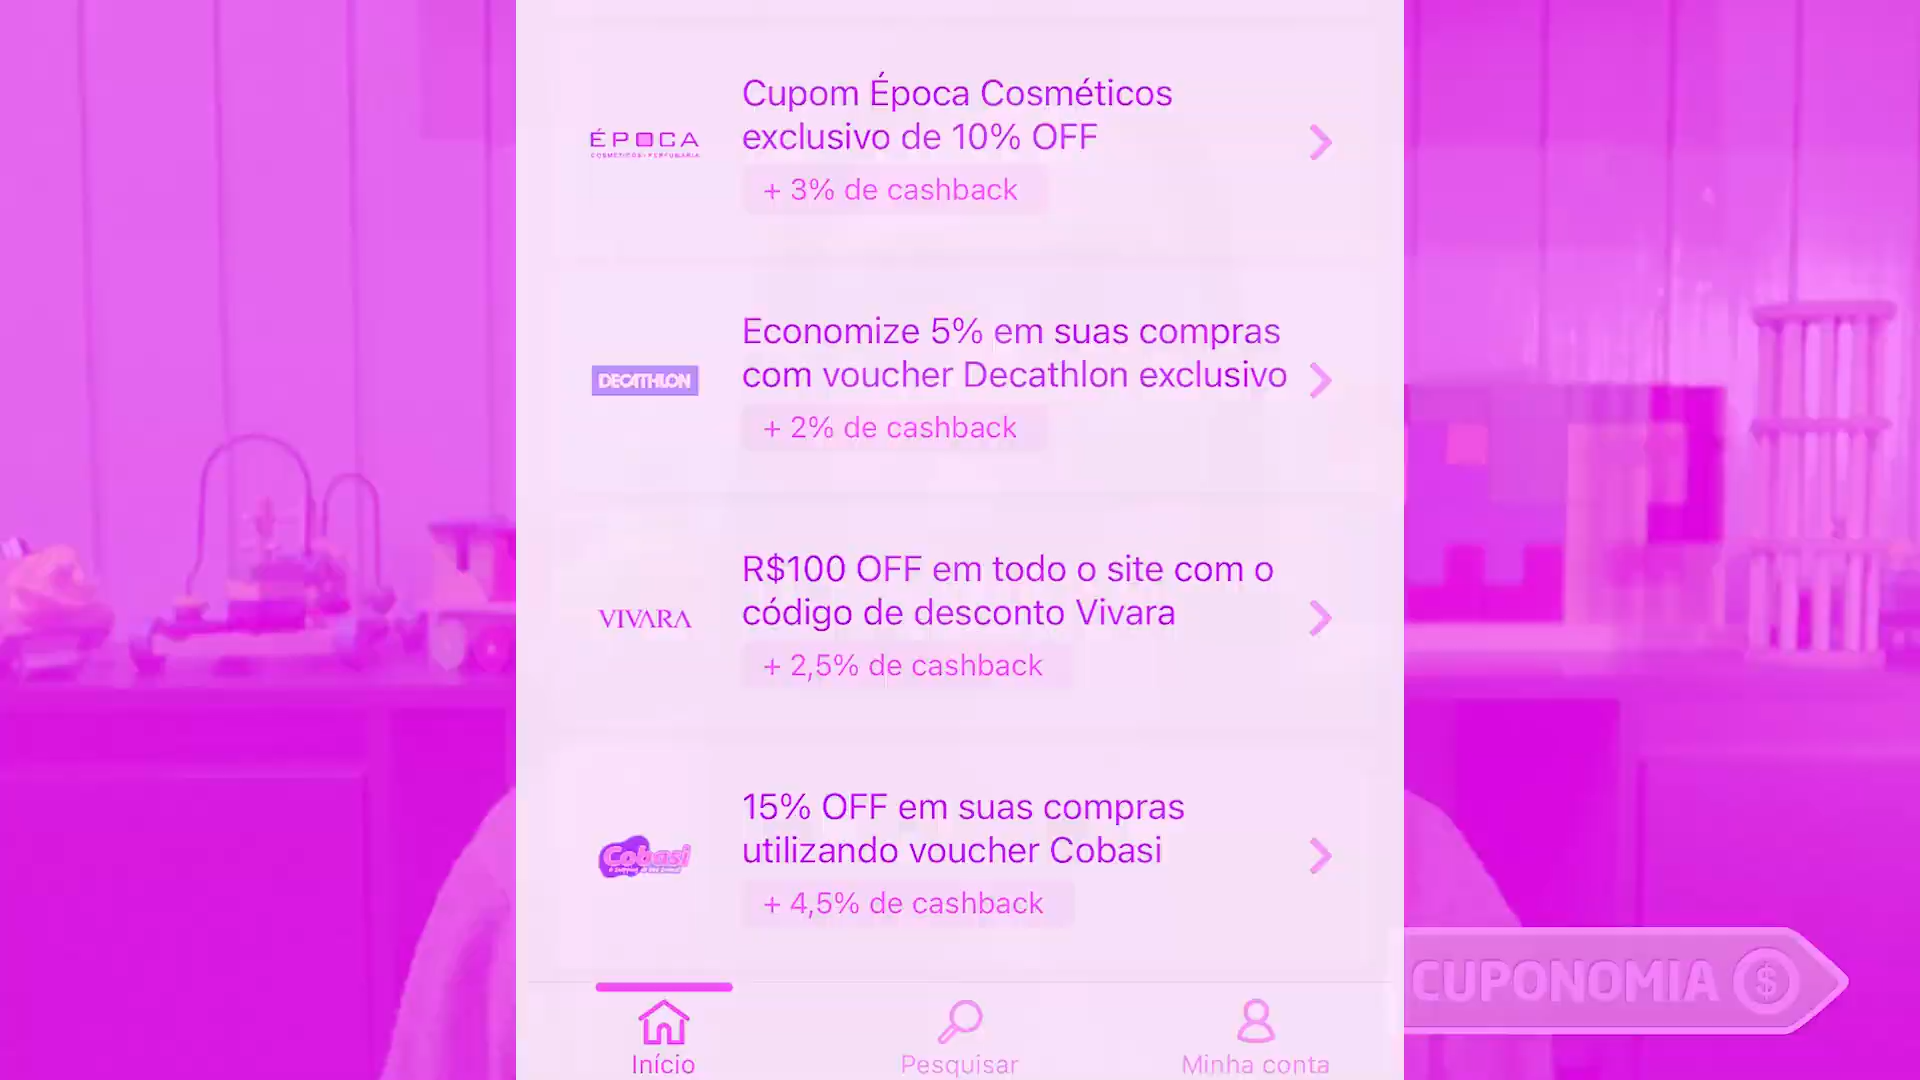 Cupom Época Cosméticos
exclusivo de 10% OFF
ÉPOCA
COSMÉTICOS • PERFUMARIA
+ 3% de cashback
Economize 5% em suas compras
com voucher Decathlon exclusivo
DECATHLON
+ 2% de cashback
R$100 OFF em todo o site com o
código de desconto Vivara
VIVARA
+ 2,5% de cashback
15% OFF em suas compras
utilizando voucher Cobasi
Cobasi
+ 4,5% de cashback
CUPONOMIA $
Início
Pesquisar
Minha conta